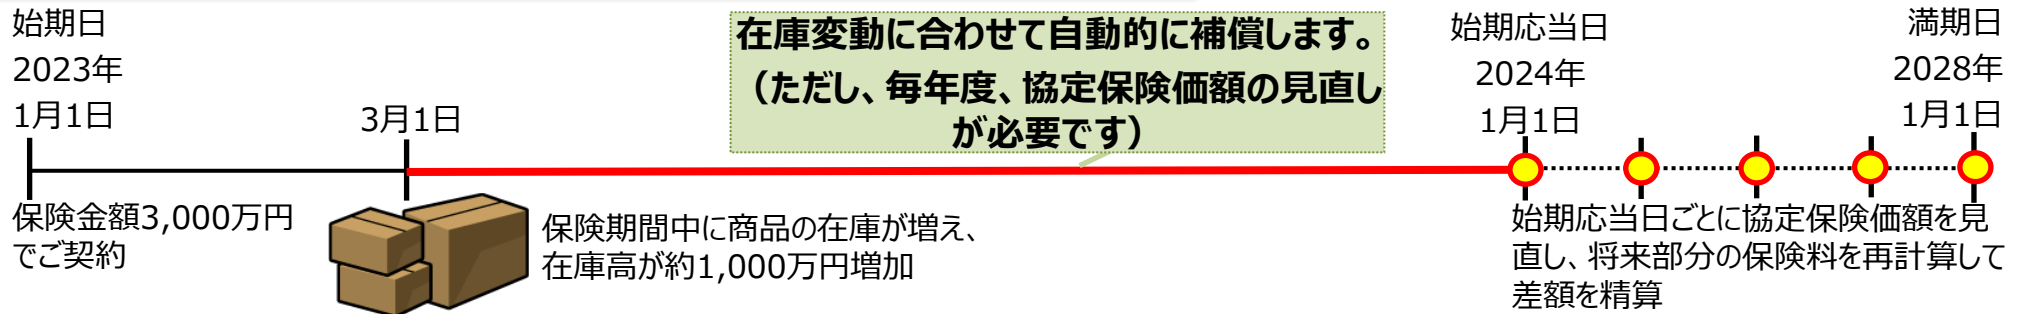 始期日
2023年
1月1日
3月1日
在庫変動に合わせて自動的に補償します。
（ただし、毎年度、協定保険価額の見直し
が必要です）
始期応当日
2024年
1月1日
満期日
2028年
1月1日
保険金額3,000万円
でご契約
保険期間中に商品の在庫が増え、
在庫高が約1,000万円増加
始期応当日ごとに協定保険価額を見
直し、将来部分の保険料を再計算して
差額を精算